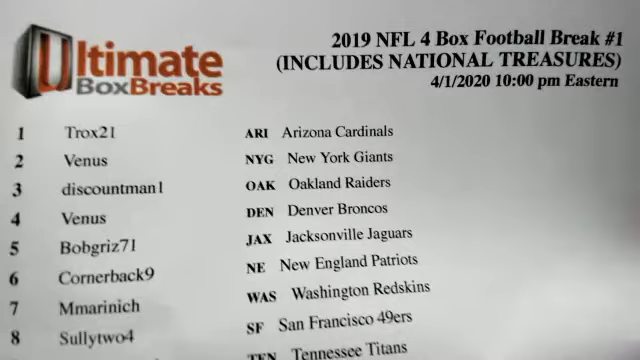 Ultimate
BoxBreaks
2019 NFL 4 Box Football Break #1
(INCLUDES NATIONAL TREASURES)
4/1/2020 10:00 pm Eastern
1 Trox21 ARI Arizona Cardinals
2 Venus NYG New York Giants
3 discountman1 OAK Oakland Raiders
4 Venus DEN Denver Broncos
5 Bobgriz71 JAX Jacksonville Jaguars
6 Cornerback9 NE New England Patriots
7 Mmarinich WAS Washington Redskins
8 Sullytwo4 SF San Francisco 49ers
TEN Tennessee Titans